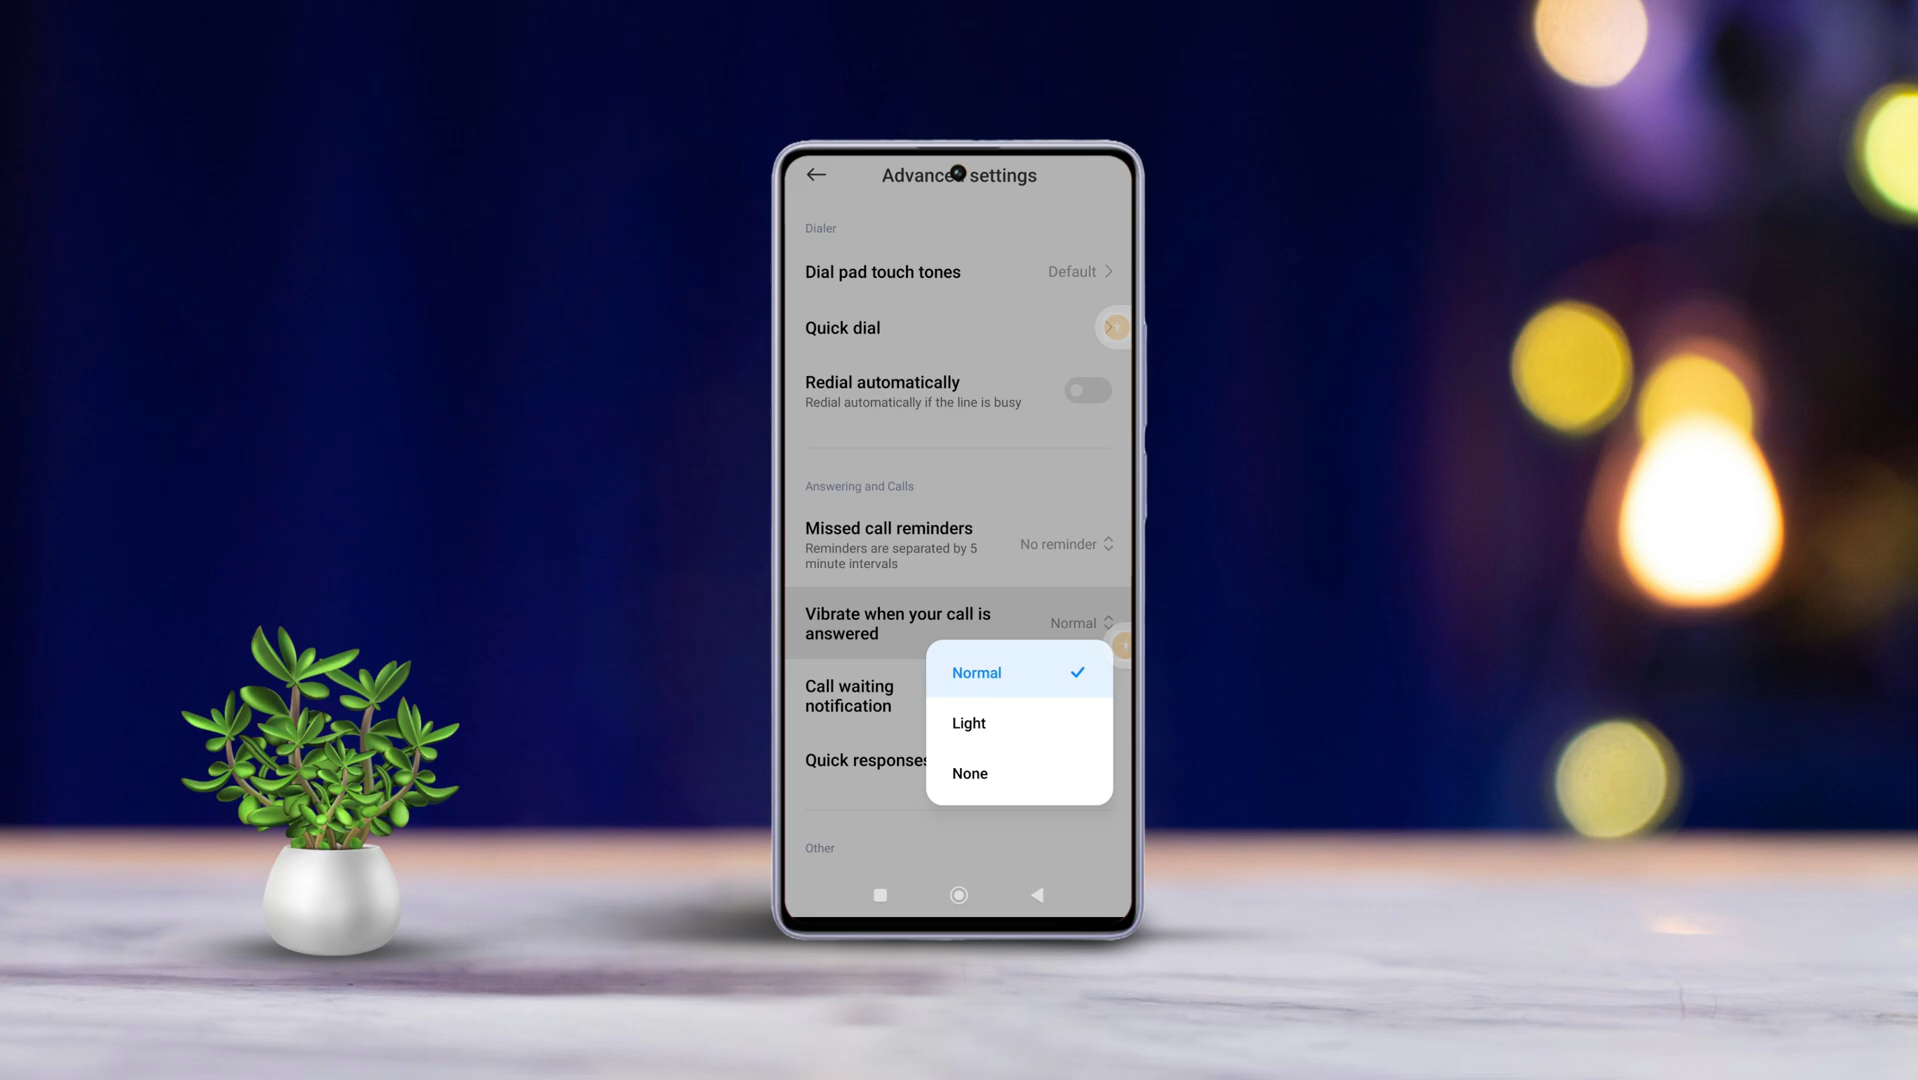 Advanced settings
Dialer
Dial pad touch tones
Default
Quick dial
Redial automatically
Redial automatically if the line is busy
Answering and Calls
Missed call reminders
Reminders are separated by 5
minute intervals
No reminder
Vibrate when your call is
answered
Normal
Normal
Light
None
Call waiting
notification
Quick responses
Other